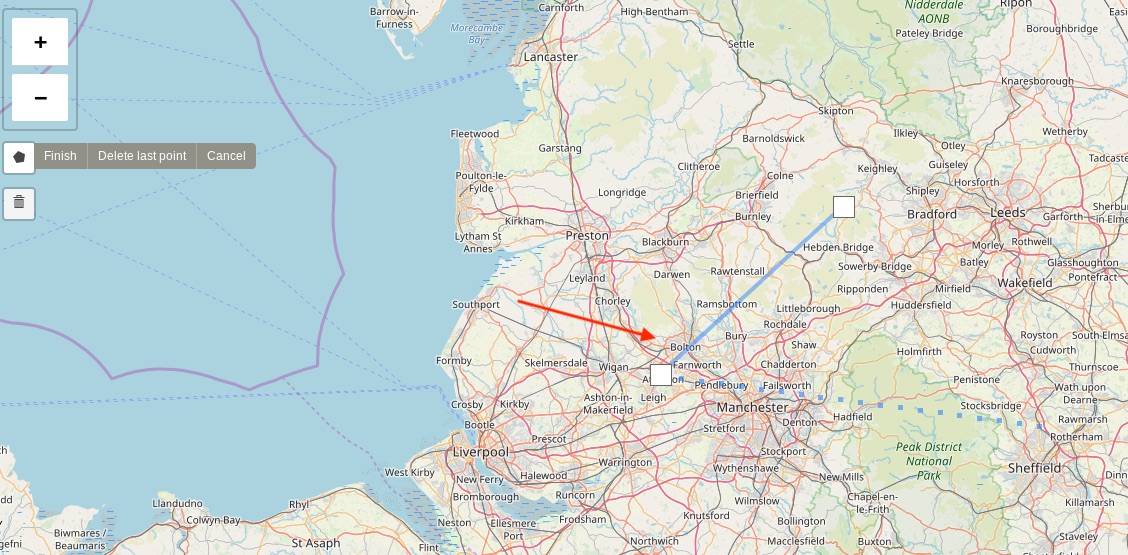 Nidderdale
AONB
Ripon
Carnforth
High Bentham
Barrow-in-
Furness
Morecambe
Bay
Pateley Bridge
Boroughbridge
+
Settle
Lancaster
Knaresborough
−
Skipton
Fleetwood
Barnoldswick
Ilkley
Wetherby
Garstang
Otley
Finish
Delete last point
Cancel
Tadcaste
Clitheroe
Guiseley
Colne
Keighley
Poulton-le-
Fylde
Horsforth
Longridge
Brierfield
Shipley
Sherbu
in-Elme
Burnley
Bradford
Leeds
Garforth
Kirkham
Lytham St
Annes
Preston
Blackburn
Hebden Bridge
Morley
Rothwell
Batley
Glasshoughton
Sowerby Bridge
Leyland
Darwen
Rawtenstall
Pontefract
Wakefield
Ripponden
Mirfield
Southport
Chorley
Ramsbottom
Littleborough
Huddersfield
Rochdale
Bury
Royston
South
Shaw
Bolton
Holmfirth
Cudworth
Formby
Skelmersdale
Wigan
Farnworth
Chadderton
Thurnscoe
Penistone
Pendlebury
Failsworth
Wath upon
Dearne
Ashton-in-
Makerfield
Leigh
Crosby
Kirkby
Manchester
Stocksbridge
Hadfield
Rawmarsh
Bootle
Stretford
Denton
Rotherham
Prescot
Liverpool
Stockport
Peak District
National
Park
Warrington
West Kirby
Wythenshawe
Sheffield
New Ferry
Halewood
New Mills
Dinn
Bromborough
Runcorn
Llandudno
Rhyl
Wilmslow
Chapel-en-
le-Frith
Killamarsh
Colwyn Bay
Neston
Ellesmere
Port
Frodsham
Knutsford
Bollington
Biwmares /
Beaumaris
Staveley
St Asaph
Flint
Northwich
Macclesfield
Buxton